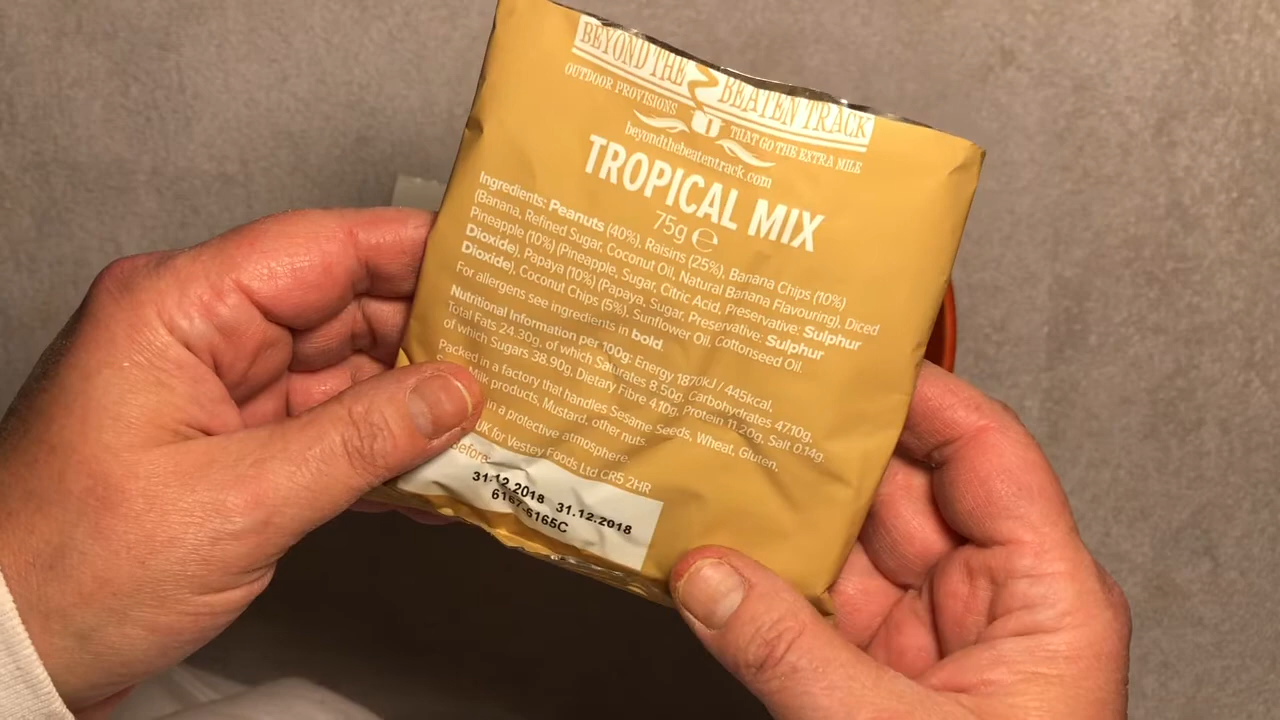 BEYOND THE BEATEN TRACK
OUTDOOR PROVISIONS THAT GO THE EXTRA MILE
beyondthebeatentrack.com
TROPICAL MIX
75g ℮
Ingredients: Peanuts (40%), Raisins (25%), Banana Chips (10%)
(Banana, Refined Sugar, Coconut Oil, Natural Banana Flavouring), Diced
Pineapple (10%) (Pineapple, Sugar, Citric Acid, Preservative: Sulphur
Dioxide), Papaya (10%) (Papaya, Sugar, Preservative: Sulphur
Dioxide), Coconut Chips (5%), Sunflower Oil, Cottonseed Oil.
For allergens see ingredients in bold.
Nutritional Information per 100g: Energy 1870kJ / 445kcal,
Total Fats 24.30g, of which Saturates 8.50g, Carbohydrates 47.10g,
of which Sugars 38.90g, Dietary Fibre 4.10g, Protein 11.20g, Salt 0.14g.
Packed in a factory that handles Sesame Seeds, Wheat, Gluten,
Milk products, Mustard, other nuts.
in a protective atmosphere.
UK for Vestey Foods Ltd CR5 2HR
Before:
31.12.2018 31.12.2018
6167-6165C